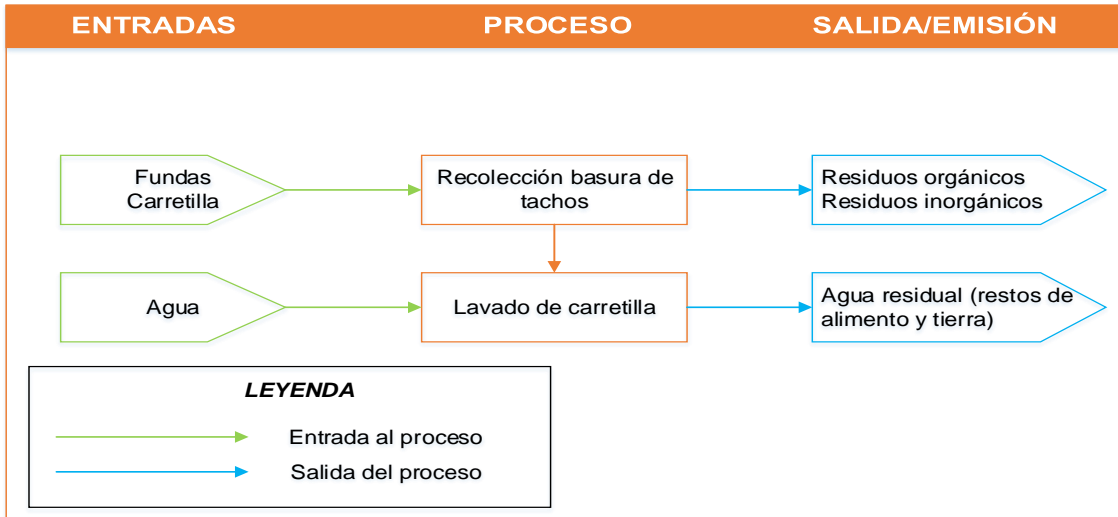 ENTRADAS
PROCESO
SALIDA/EMISIÓN
Fundas
Carretilla
Recolección basura de
tachos
Residuos orgánicos
Residuos inorgánicos
Agua
Lavado de carretilla
Agua residual (restos de
alimento y tierra)
LEYENDA
Entrada al proceso
Salida del proceso